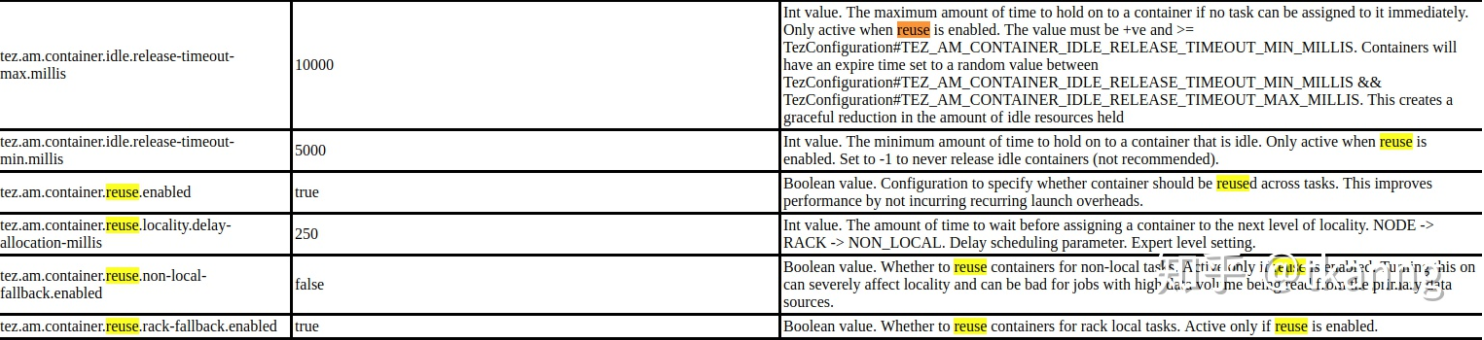 Int value. The maximum amount of time to hold on to a container if no task can be assigned to it immediately.
Only active when reuse is enabled. The value must be +ve and >=
tez.am.container.idle.release-timeout-
max.millis
10000
TezConfiguration#TEZ_AM_CONTAINER_IDLE_RELEASE_TIMEOUT_MIN_MILLIS. Containers will
have an expire time set to a random value between
TezConfiguration#TEZ_AM_CONTAINER_IDLE_RELEASE_TIMEOUT_MIN_MILLIS &&
TezConfiguration#TEZ_AM_CONTAINER_IDLE_RELEASE_TIMEOUT_MAX_MILLIS. This creates a
graceful reduction in the amount of idle resources held
tez.am.container.idle.release-timeout-
min.millis
5000
Int value. The minimum amount of time to hold on to a container that is idle. Only active when reuse is
enabled. Set to -1 to never release idle containers (not recommended).
tez.am.container.reuse.enabled
true
Boolean value. Configuration to specify whether container should be reused across tasks. This improves
performance by not incurring recurring launch overheads.
tez.am.container.reuse.locality.delay-
allocation-millis
250
Int value. The amount of time to wait before assigning a container to the next level of locality. NODE ->
RACK -> NON_LOCAL. Delay scheduling parameter. Expert level setting.
tez.am.container.reuse.non-local-
fallback.enabled
false
Boolean value. Whether to reuse containers for non-local tasks. Active only if reuse is enabled. Turning this on
can severely affect locality and can be bad for jobs with high data volume being read from the primary data
sources.
知乎 @ikanng
tez.am.container.reuse.rack-fallback.enabled
true
Boolean value. Whether to reuse containers for rack local tasks. Active only if reuse is enabled.